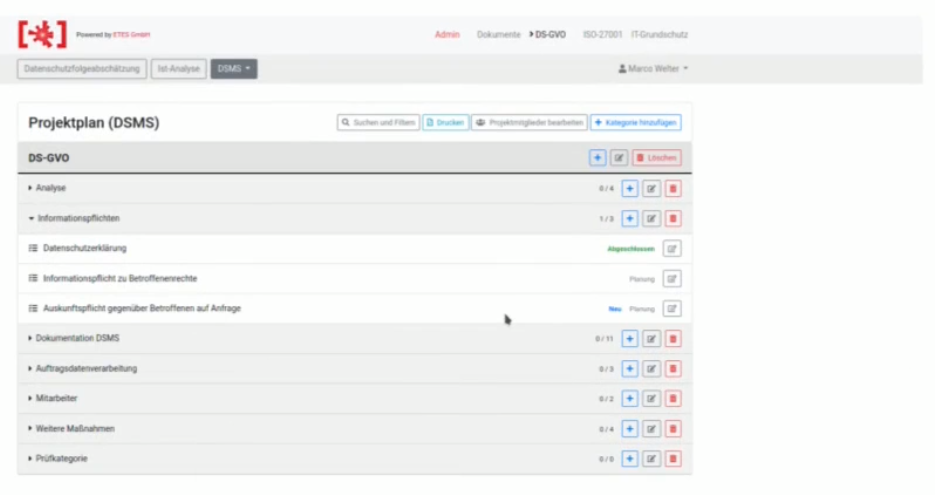 Powered by ETES GmbH
Admin Dokumente DS-GVO ISO-27001 IT-Grundschutz
Datenschutzfolgeabschätzung Ist-Analyse DSMS Marco Welter
Projektplan (DSMS) Suchen und Filtern Drucken Projektmitglieder bearbeiten + Kategorie hinzufügen
DS-GVO + Löschen
Analyse 0/4 +
Informationspflichten 1/3 +
Datenschutzerklärung Abgeschlossen
Informationspflicht zu Betroffenenrechte Planung
Auskunftspflicht gegenüber Betroffenen auf Anfrage Neu Planung
Dokumentation DSMS 0/11 +
Auftragsdatenverarbeitung 0/3 +
Mitarbeiter 0/2 +
Weitere Maßnahmen 0/4 +
Prüfkategorie 0/0 +